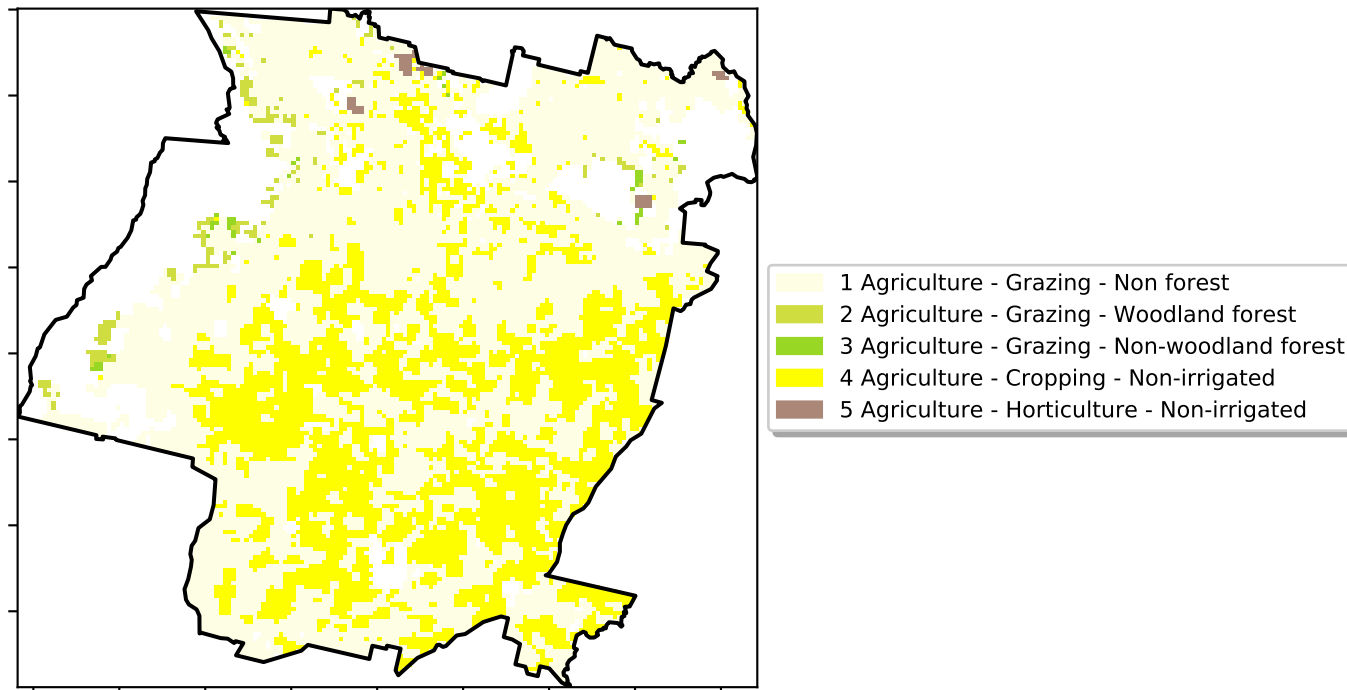 1 Agriculture - Grazing - Non forest
2 Agriculture - Grazing - Woodland forest
3 Agriculture - Grazing - Non-woodland forest
4 Agriculture - Cropping - Non-irrigated
5 Agriculture - Horticulture - Non-irrigated